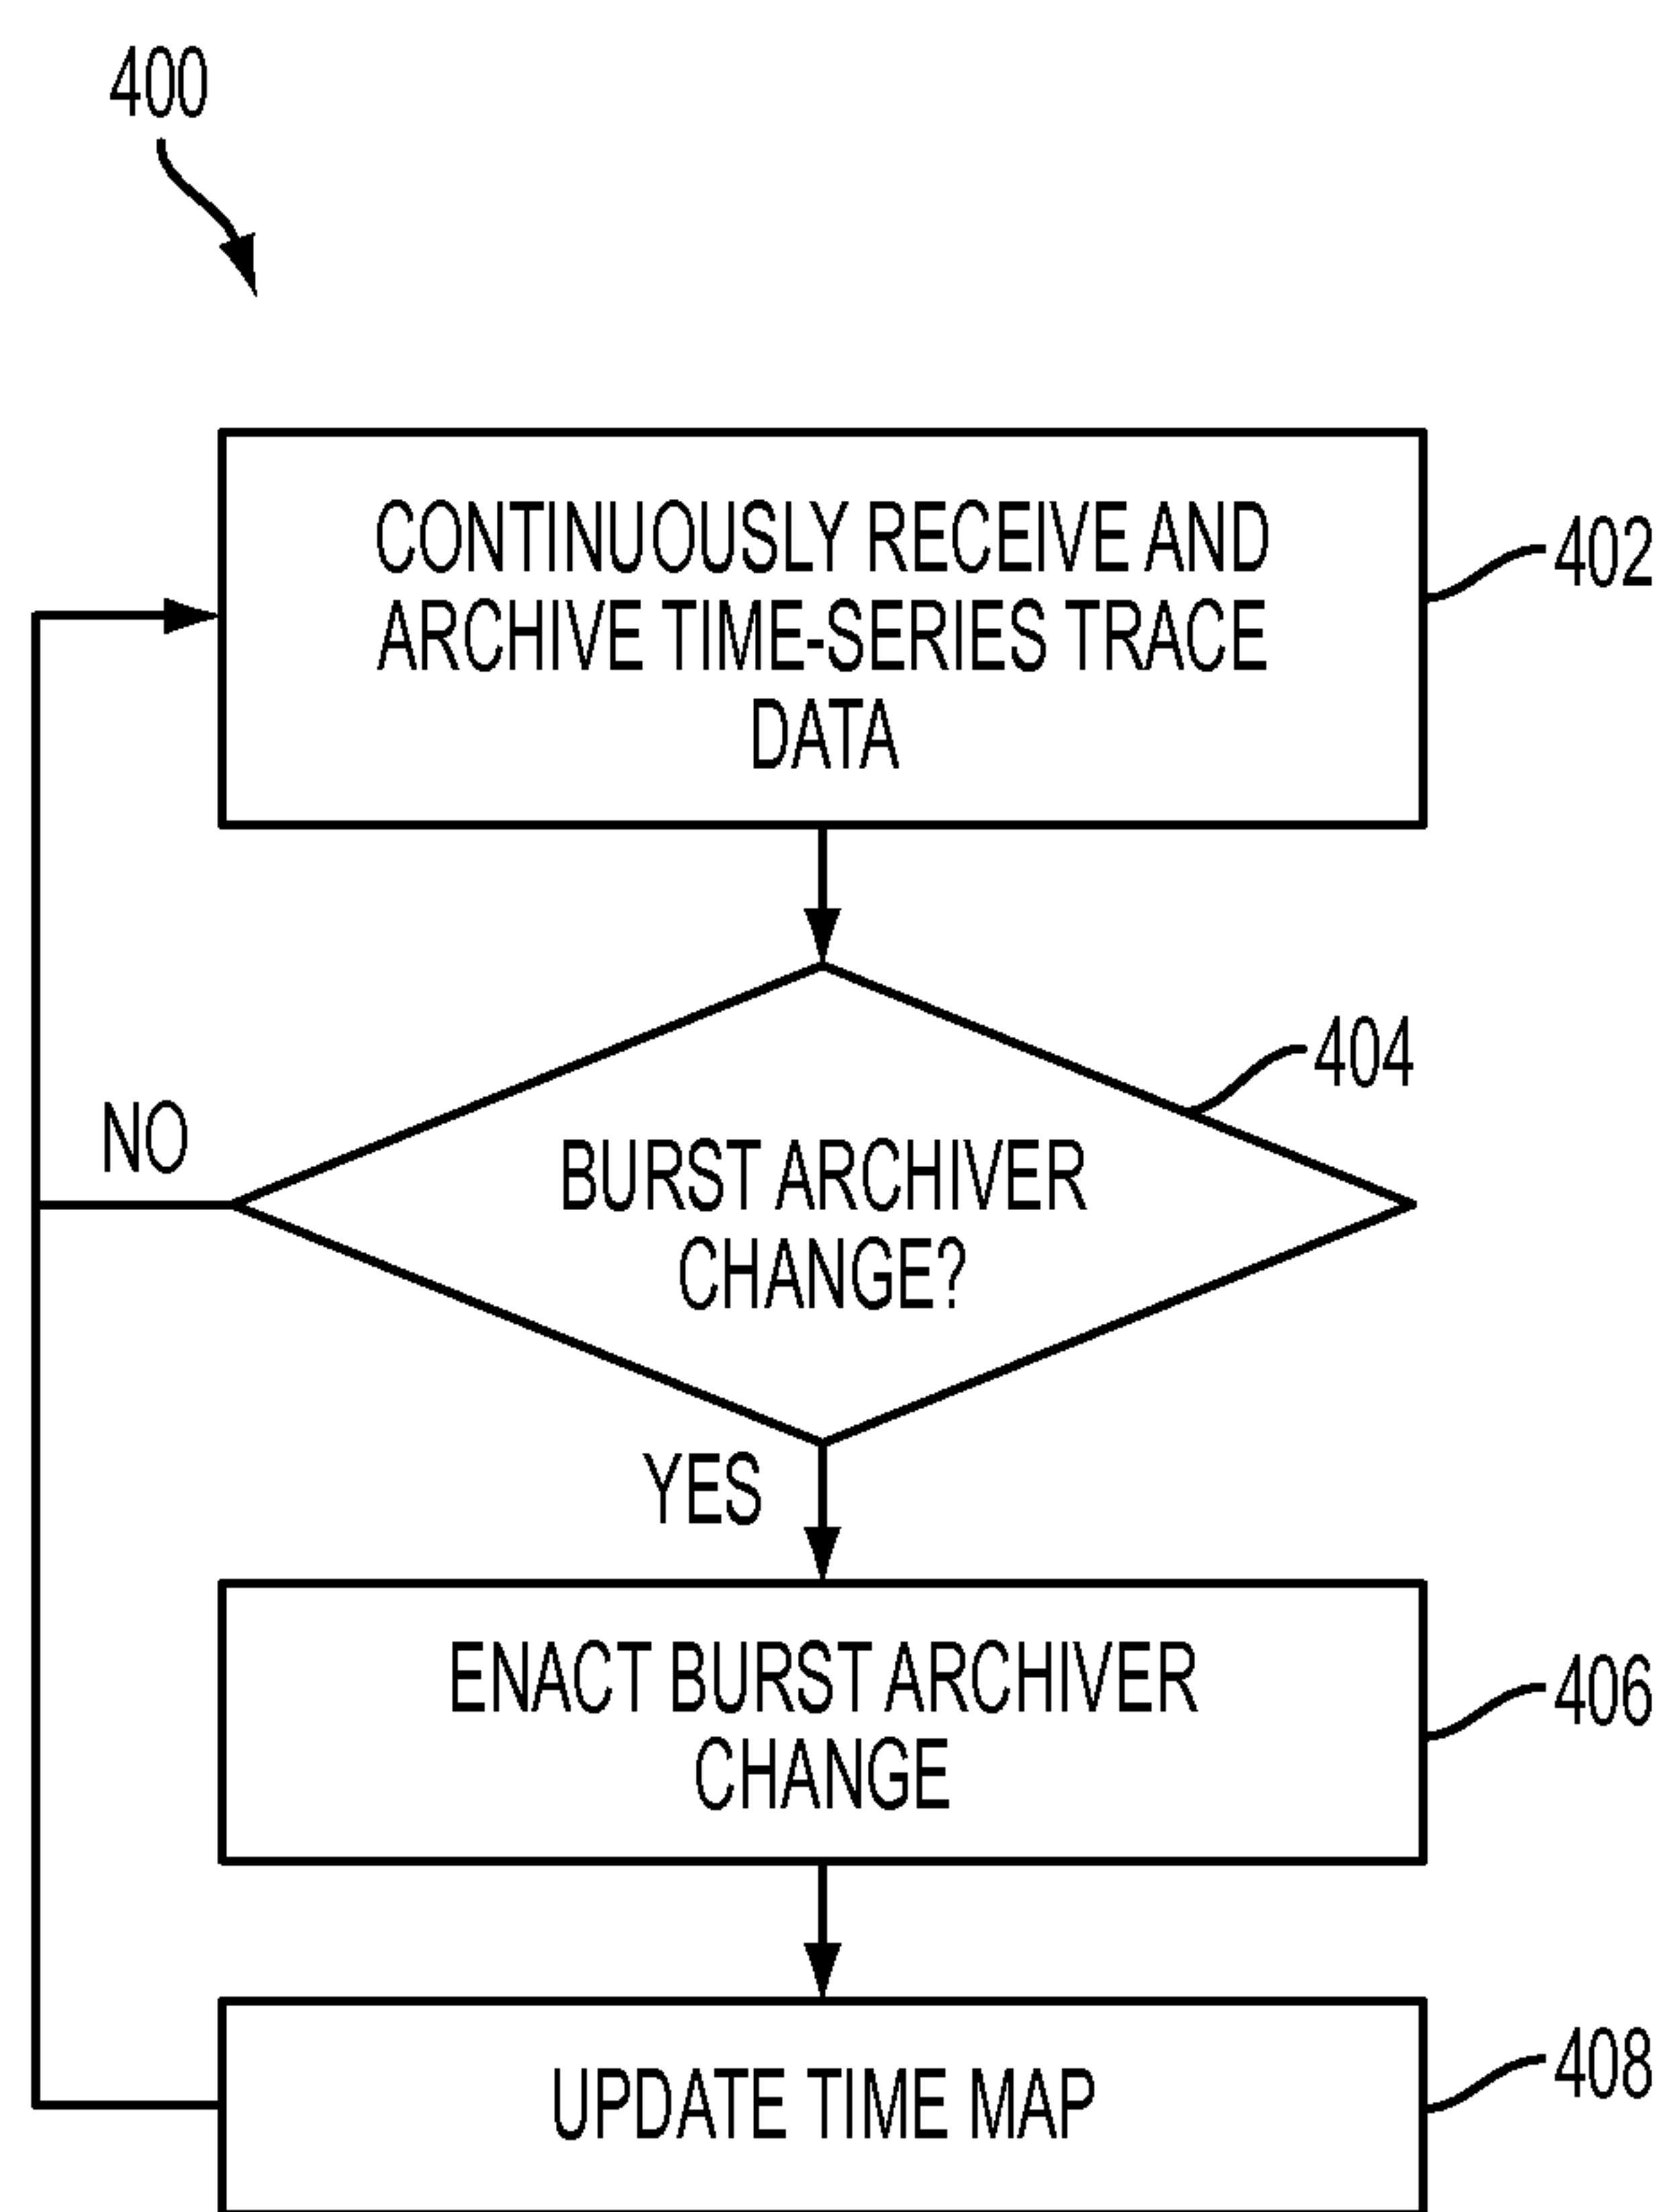 400
CONTINUOUSLY RECEIVE AND
ARCHIVE TIME-SERIES TRACE
DATA
402
404
NO
BURST ARCHIVER
CHANGE?
YES
ENACT BURST ARCHIVER
CHANGE
406
UPDATE TIME MAP
408